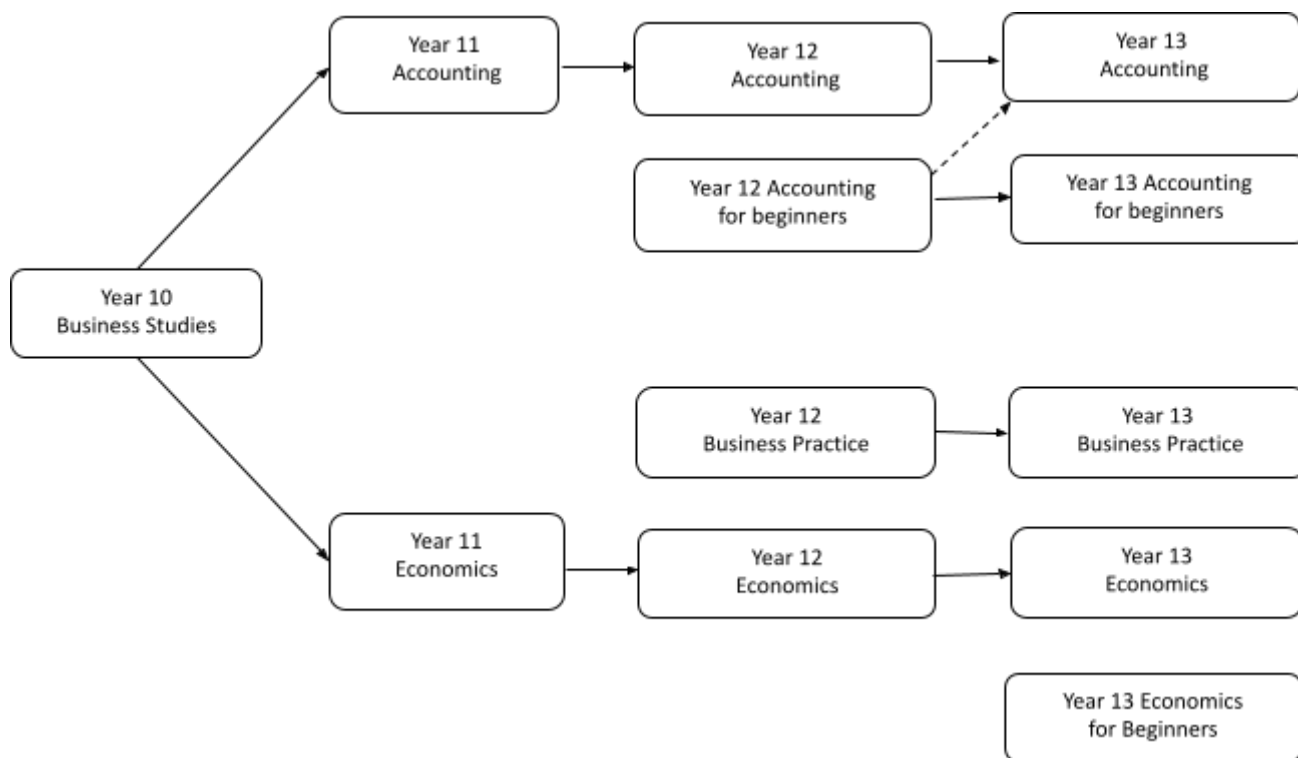 Year 11
Accounting
Year 12
Accounting
Year 13
Accounting
Year 12 Accounting
for beginners
Year 13 Accounting
for beginners
Year 10
Business Studies
Year 12
Business Practice
Year 13
Business Practice
Year 11
Economics
Year 12
Economics
Year 13
Economics
Year 13 Economics
for Beginners